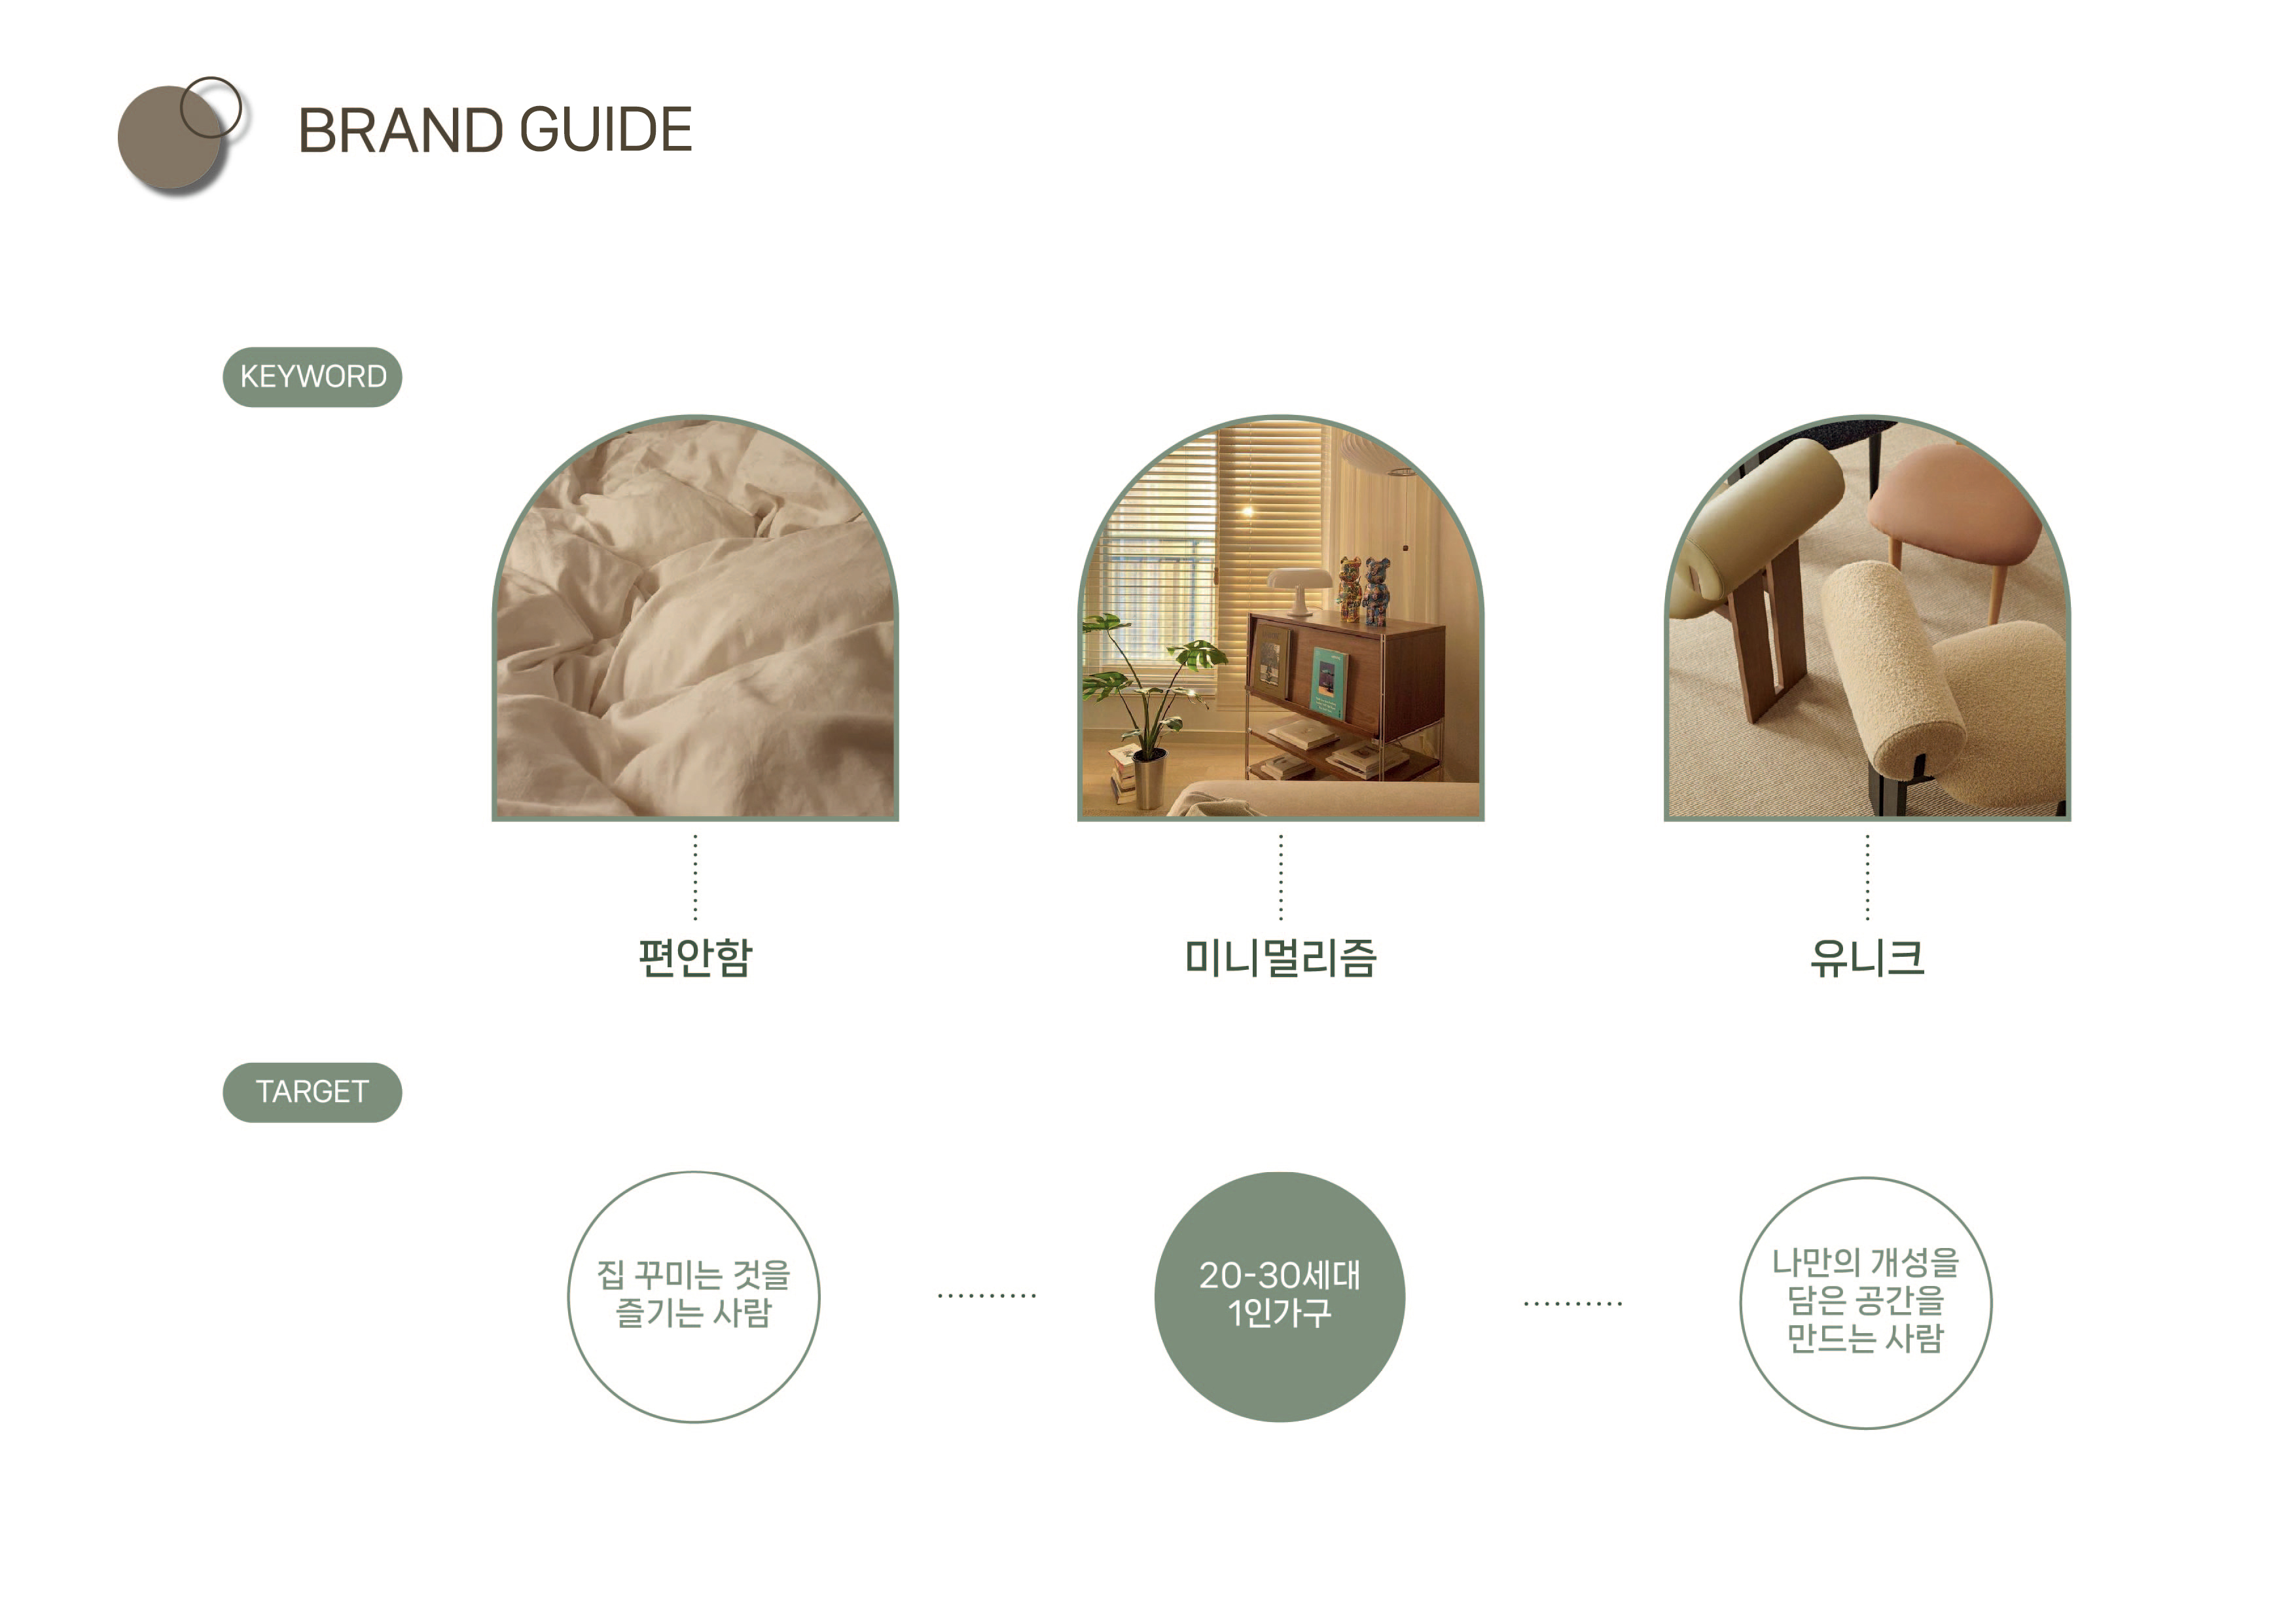 BRAND GUIDE
KEYWORD
편안함
미니멀리즘
유니크
TARGET
집 꾸미는 것을
즐기는 사람
20-30세대
1인가구
나만의 개성을
담은 공간을
만드는 사람